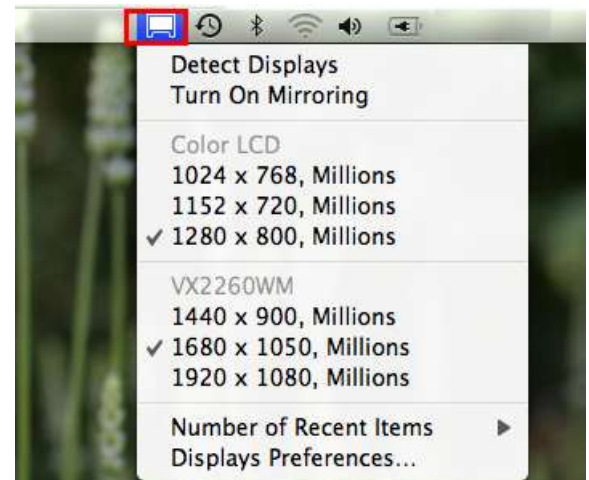 Detect Displays
Turn On Mirroring
Color LCD
1024 x 768, Millions
1152 x 720, Millions
✓ 1280 x 800, Millions
VX2260WM
1440 x 900, Millions
✓ 1680 x 1050, Millions
1920 x 1080, Millions
Number of Recent Items
Displays Preferences...